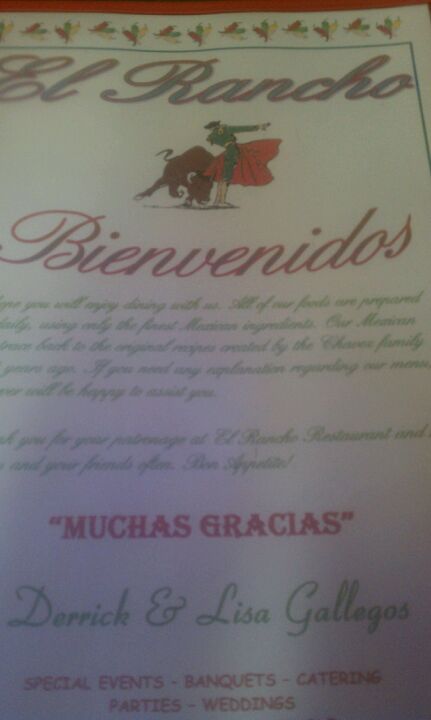 El Rancho
Bienvenidos
you will enjoy dining with us. All of our foods are prepared
daily, using only the finest Mexican ingredients. Our Mexican
trace back to the original recipes created by the Chavez family
years ago. If you need any explanation regarding our menu,
will be happy to assist you.
you for your patronage at El Rancho Restaurant and
and your friends often. Bon Appetite!
"MUCHAS GRACIAS"
Derrick & Lisa Gallegos
SPECIAL EVENTS - BANQUETS - CATERING
PARTIES - WEDDINGS